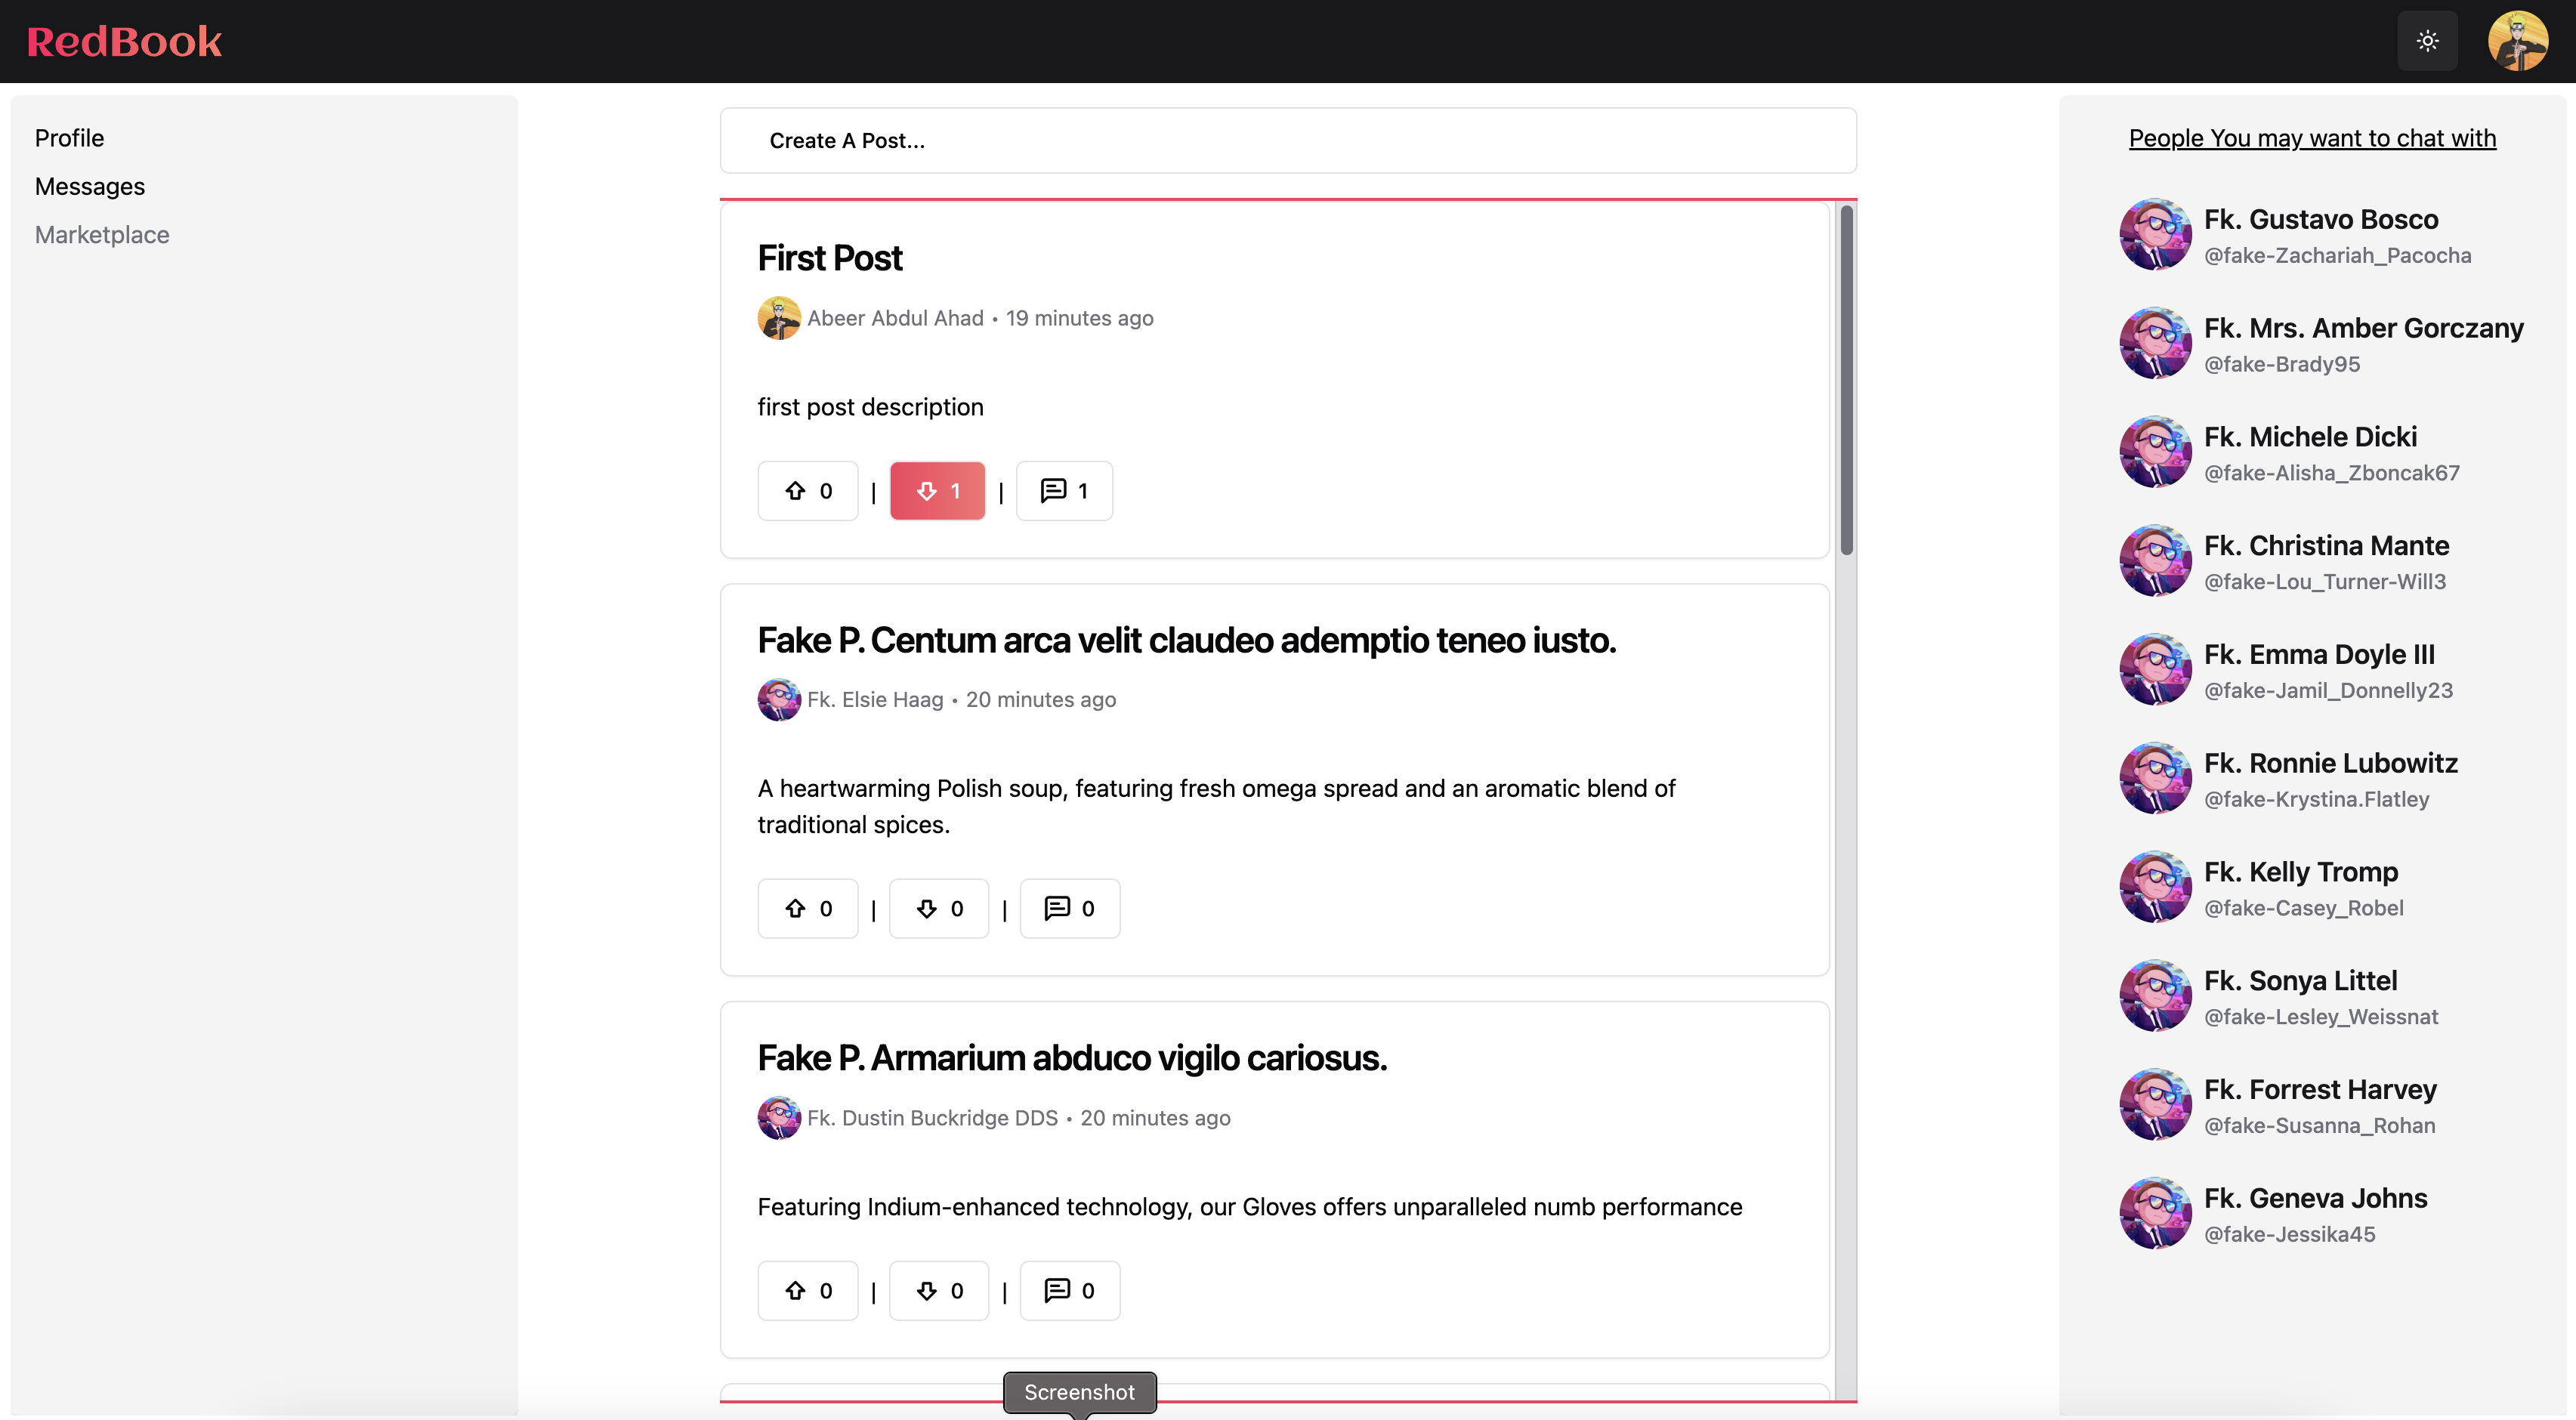 RedBook
Profile
Messages
Marketplace
Create A Post...
First Post
Abeer Abdul Ahad • 19 minutes ago
first post description
0 | 1 | 1
Fake P. Centum arca velit claudeo ademptio teneo iusto.
Fk. Elsie Haag • 20 minutes ago
A heartwarming Polish soup, featuring fresh omega spread and an aromatic blend of
traditional spices.
0 | 0 | 0
Fake P. Armarium abduco vigilo cariosus.
Fk. Dustin Buckridge DDS • 20 minutes ago
Featuring Indium-enhanced technology, our Gloves offers unparalleled numb performance
0 | 0 | 0
Screenshot
People You may want to chat with
Fk. Gustavo Bosco
@fake-Zachariah_Pacocha
Fk. Mrs. Amber Gorczany
@fake-Brady95
Fk. Michele Dicki
@fake-Alisha_Zboncak67
Fk. Christina Mante
@fake-Lou_Turner-Will3
Fk. Emma Doyle III
@fake-Jamil_Donnelly23
Fk. Ronnie Lubowitz
@fake-Krystina.Flatley
Fk. Kelly Tromp
@fake-Casey_Robel
Fk. Sonya Littel
@fake-Lesley_Weissnat
Fk. Forrest Harvey
@fake-Susanna_Rohan
Fk. Geneva Johns
@fake-Jessika45